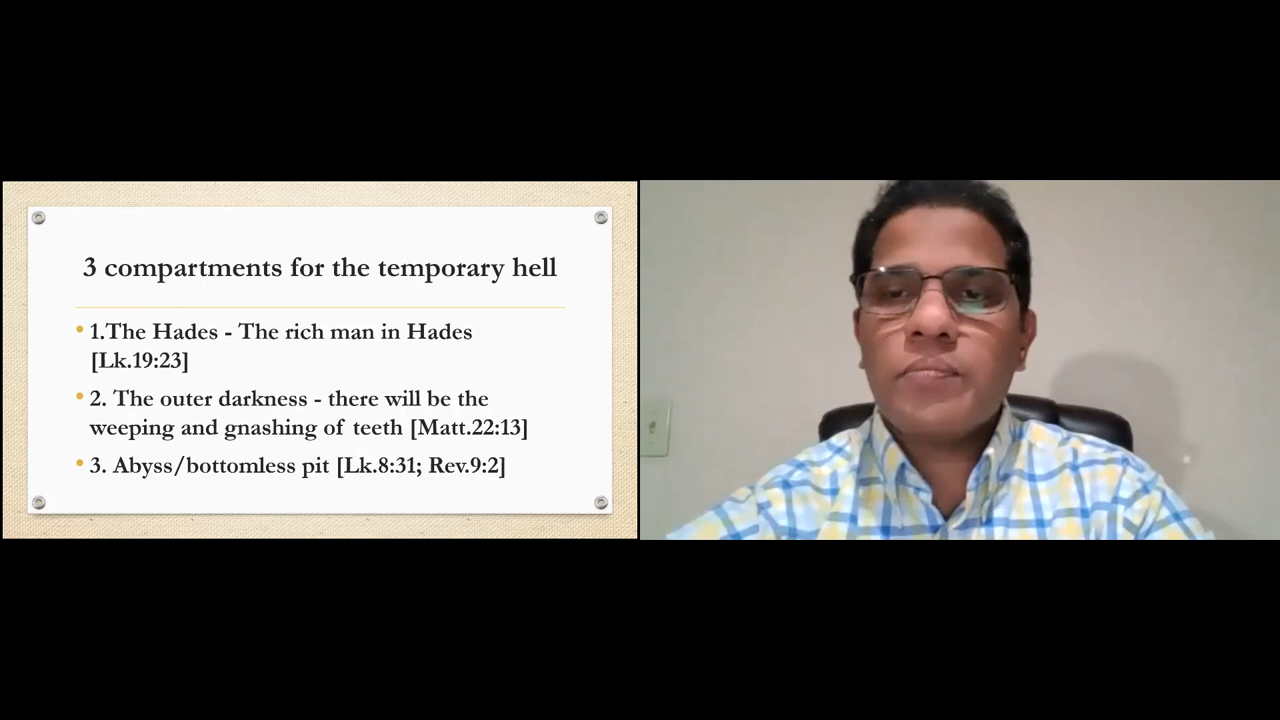 3 compartments for the temporary hell
• 1.The Hades - The rich man in Hades
[Lk.19:23]
• 2. The outer darkness - there will be the
weeping and gnashing of teeth [Matt.22:13]
• 3. Abyss/bottomless pit [Lk.8:31; Rev.9:2]